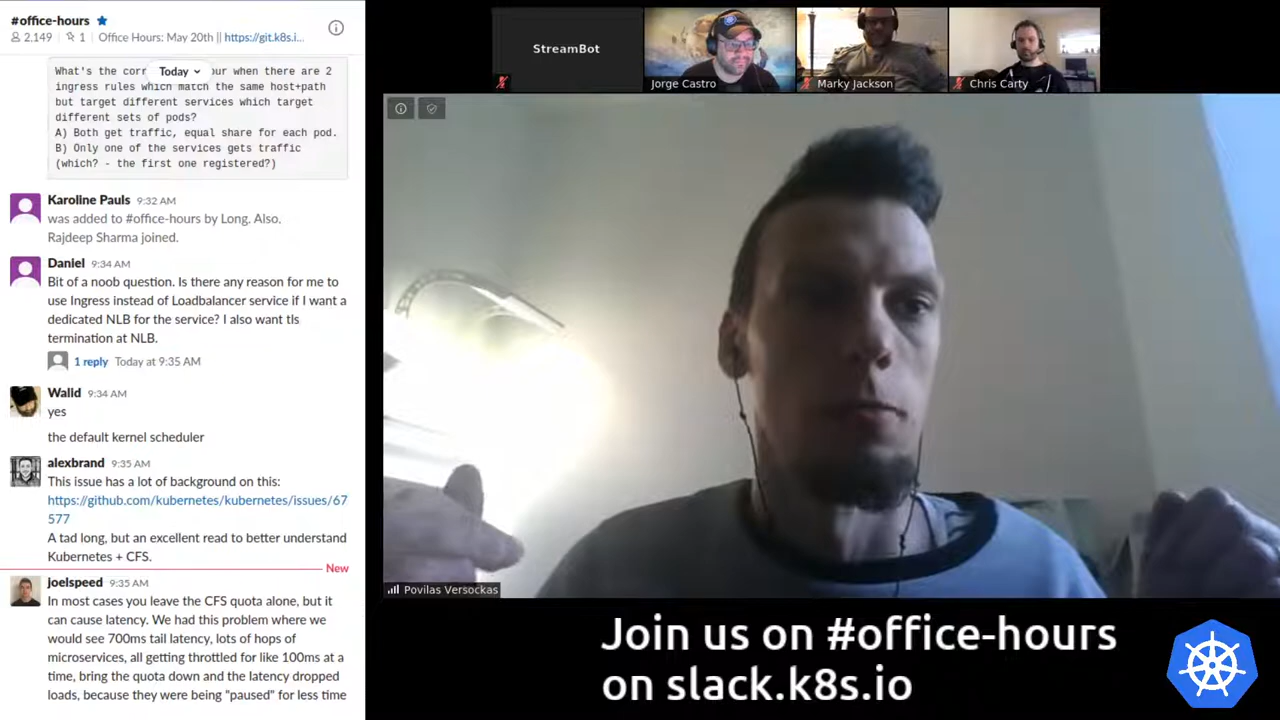 #office-hours
2,149 | 1 | Office Hours: May 20th || https://git.k8s.i...
Today
What's the corr our when there are 2
ingress rules which match the same host+path
but target different services which target
different sets of pods?
A) Both get traffic, equal share for each pod.
B) Only one of the services gets traffic
(which? - the first one registered?)
Karoline Pauls 9:32 AM
was added to #office-hours by Long. Also,
Rajdeep Sharma joined.
Daniel 9:34 AM
Bit of a noob question. Is there any reason for me to
use Ingress instead of Loadbalancer service if I want a
dedicated NLB for the service? I also want tls
termination at NLB.
1 reply Today at 9:35 AM
Walid 9:34 AM
yes
the default kernel scheduler
alexbrand 9:35 AM
This issue has a lot of background on this:
https://github.com/kubernetes/kubernetes/issues/67
577
A tad long, but an excellent read to better understand
Kubernetes + CFS.
New
joelspeed 9:35 AM
In most cases you leave the CFS quota alone, but it
can cause latency. We had this problem where we
would see 700ms tail latency, lots of hops of
microservices, all getting throttled for like 100ms at a
time, bring the quota down and the latency dropped
loads, because they were being "paused" for less time
StreamBot
Jorge Castro
Marky Jackson
Chris Carty
Povilas Versockas
Join us on #office-hours
on slack.k8s.io